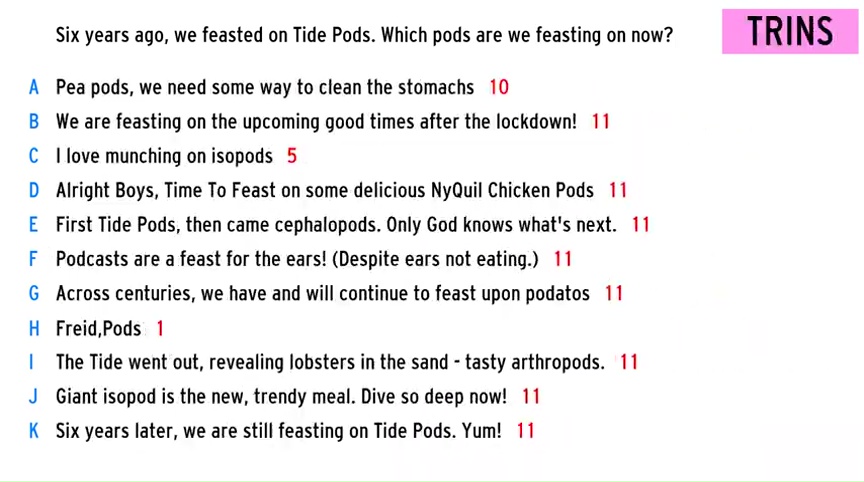 Six years ago, we feasted on Tide Pods. Which pods are we feasting on now?
TRINS
A Pea pods, we need some way to clean the stomachs 10
B We are feasting on the upcoming good times after the lockdown! 11
C I love munching on isopods 5
D Alright Boys, Time To Feast on some delicious NyQuil Chicken Pods 11
E First Tide Pods, then came cephalopods. Only God knows what's next. 11
F Podcasts are a feast for the ears! (Despite ears not eating.) 11
G Across centuries, we have and will continue to feast upon podatos 11
H Freid,Pods 1
I The Tide went out, revealing lobsters in the sand - tasty arthropods. 11
J Giant isopod is the new, trendy meal. Dive so deep now! 11
K Six years later, we are still feasting on Tide Pods. Yum! 11